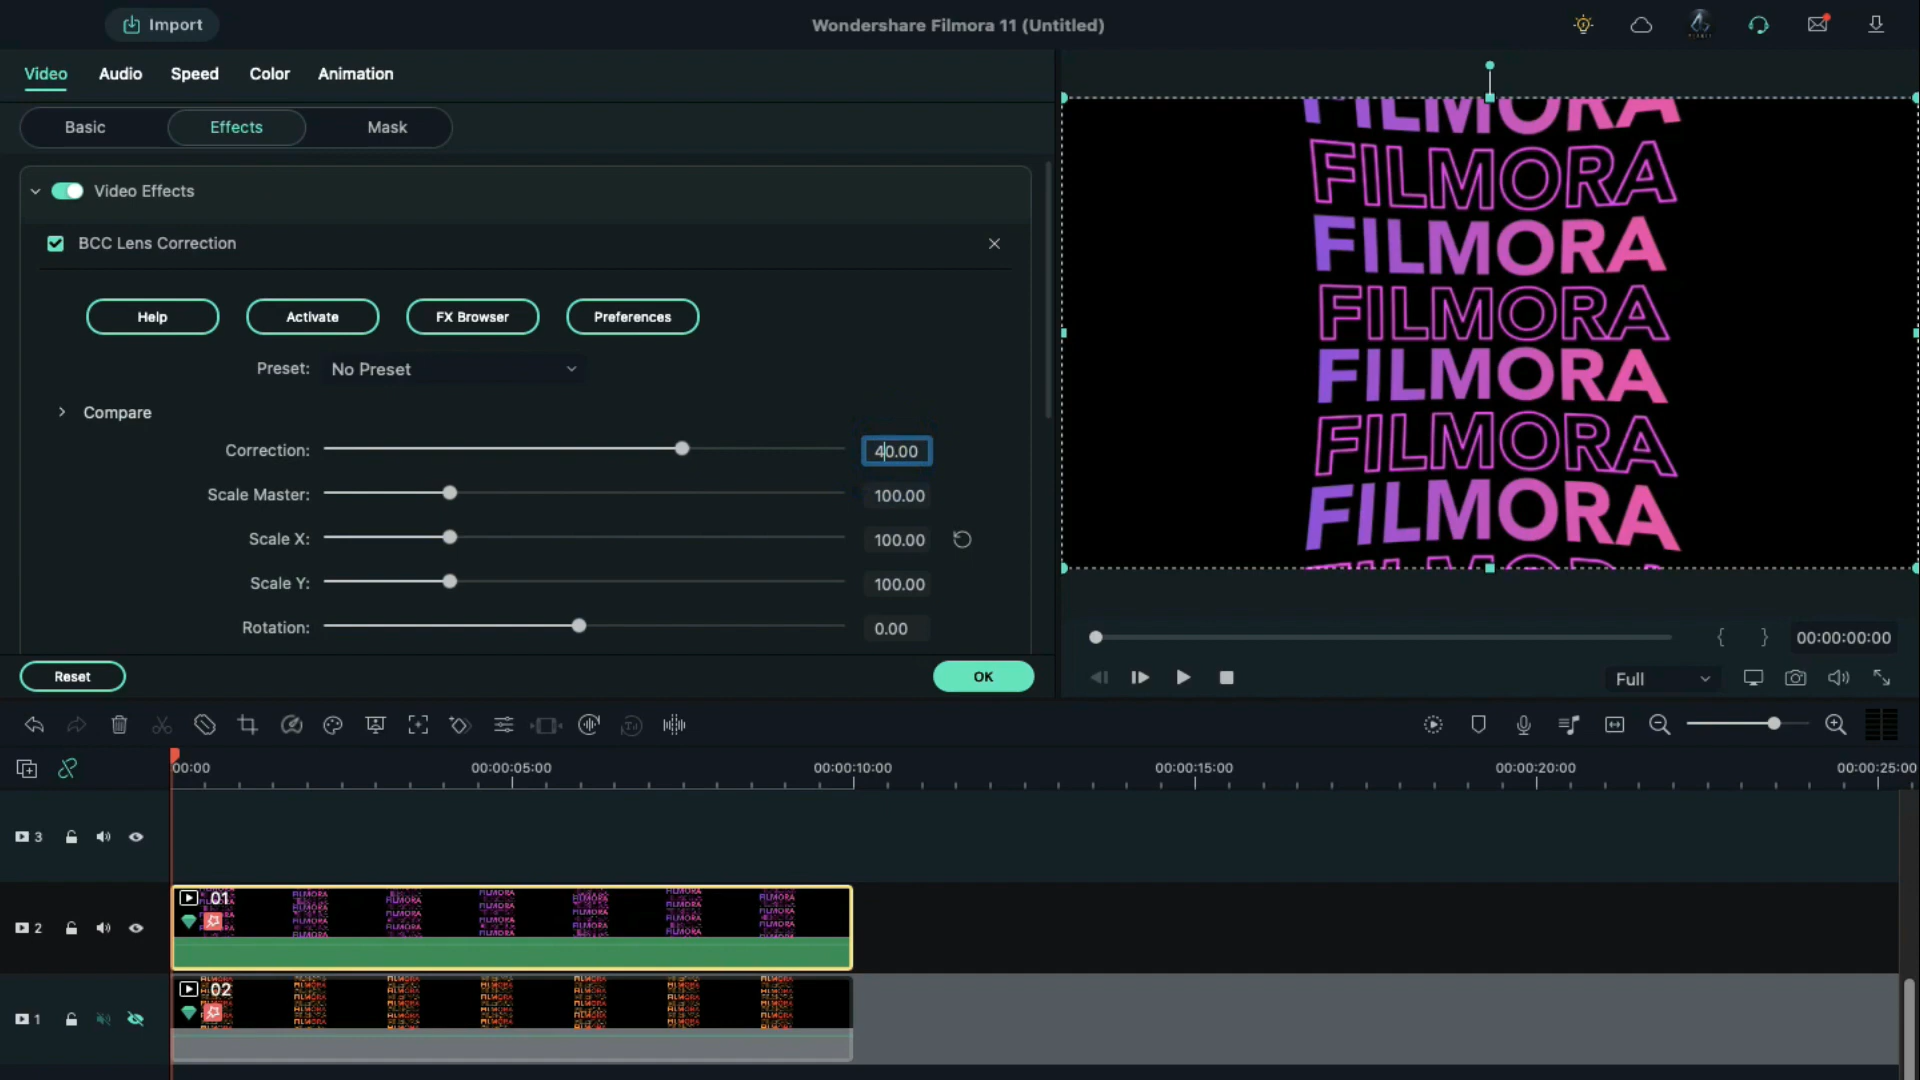 Import
Wondershare Filmora 11 (Untitled)
Video Audio Speed Color Animation
Basic Effects Mask
Video Effects
BCC Lens Correction
Help Activate FX Browser Preferences
Preset: No Preset
Compare
Correction: 40.00
Scale Master: 100.00
Scale X: 100.00
Scale Y: 100.00
Rotation: 0.00
Reset OK
FILMORA
FILMORA
FILMORA
FILMORA
FILMORA
FILMORA
FILMORA
FILMORA
{ } 00:00:00:00
Full
00:00 00:00:05:00 00:00:10:00 00:00:15:00 00:00:20:00 00:00:25:00
3
2
01
1
02